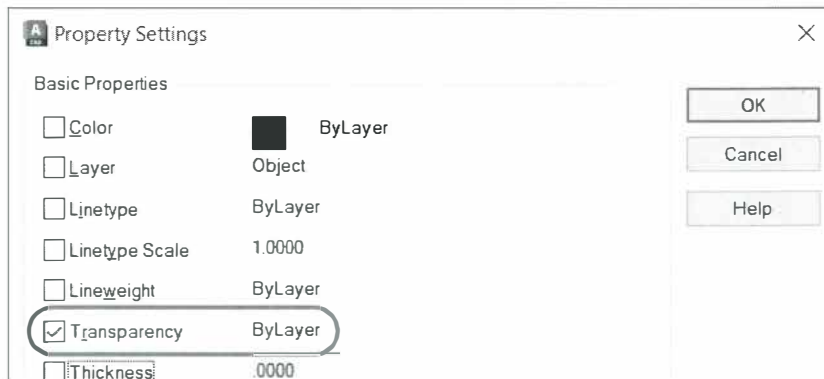 A
CAD
Property Settings
Basic Properties
Color ByLayer
Layer Object
Linetype ByLayer
Linetype Scale 1.0000
Lineweight ByLayer
Transparency ByLayer
Thickness .0000
OK
Cancel
Help